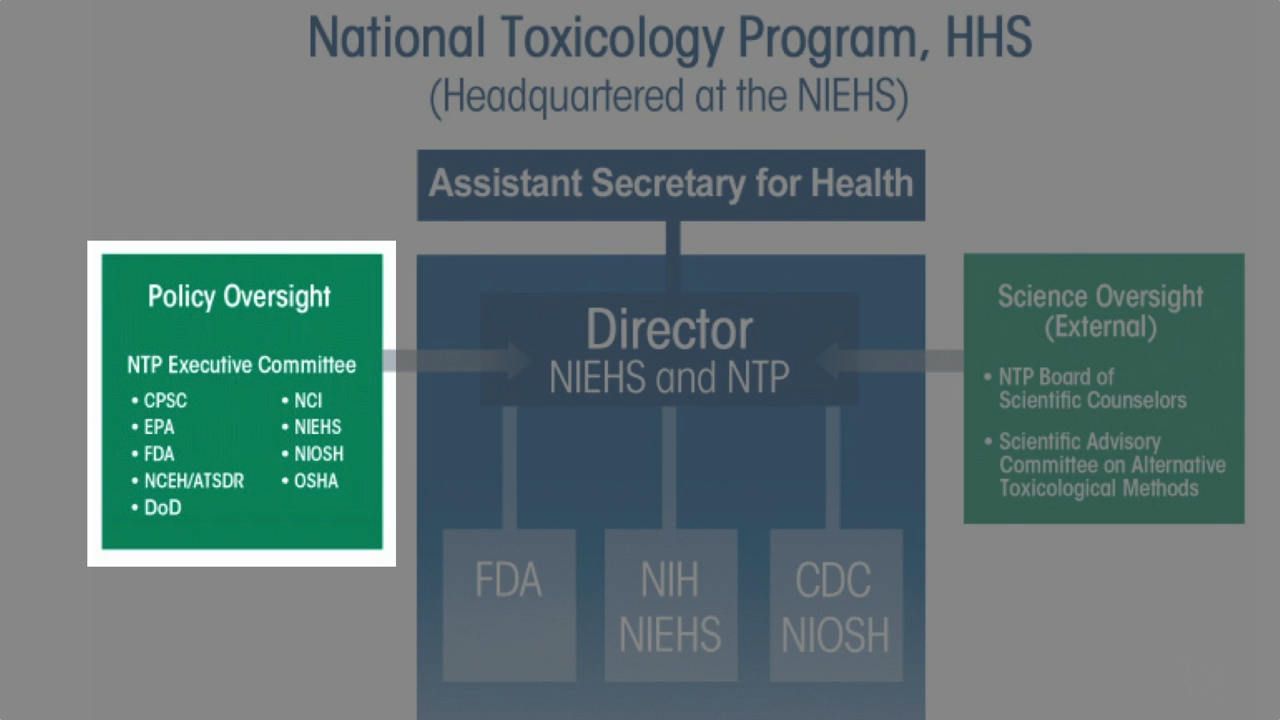 National Toxicology Program, HHS
(Headquartered at the NIEHS)
Assistant Secretary for Health
Policy Oversight
NTP Executive Committee
• CPSC
• EPA
• FDA
• NCEH/ATSDR
• DoD
• NCI
• NIEHS
• NIOSH
• OSHA
Director
NIEHS and NTP
Science Oversight
(External)
• NTP Board of
Scientific Counselors
• Scientific Advisory
Committee on Alternative
Toxicological Methods
FDA
NIH
NIEHS
CDC
NIOSH